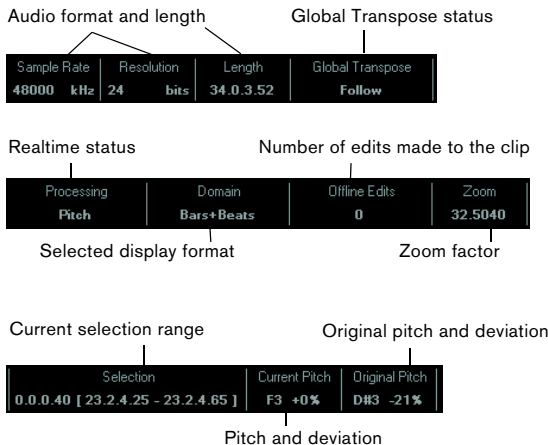 Audio format and length
Global Transpose status
Sample Rate Resolution Length Global Transpose
48000 kHz 24 bits 34.0.3.52 Follow
Realtime status
Number of edits made to the clip
Processing Domain Offline Edits Zoom
Pitch Bars+Beats 0 32.5040
Selected display format
Zoom factor
Current selection range
Original pitch and deviation
Selection Current Pitch Original Pitch
0.0.0.40 [ 23.2.4.25 - 23.2.4.65 ] F3 +0% D#3 -21%
Pitch and deviation